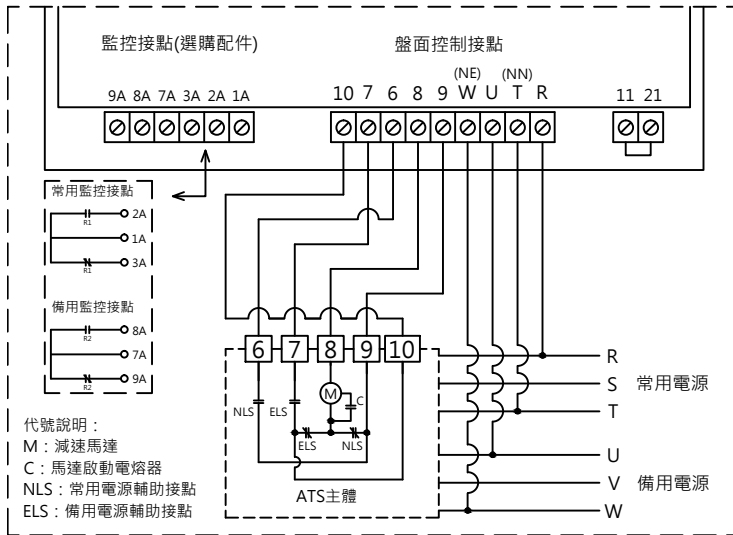 監控接點(選購配件)
盤面控制接點
(NE) (NN)
9A 8A 7A 3A 2A 1A
10 7 6 8 9 W U T R
11 21
常用監控接點
R1 2A
1A
R1 3A
備用監控接點
R2 8A
7A
R2 9A
6 7 8 9 10
M
C
NLS ELS
ELS NLS
ATS主體
R
S 常用電源
T
U
V 備用電源
W
代號說明：
M：減速馬達
C：馬達啟動電熔器
NLS：常用電源輔助接點
ELS：備用電源輔助接點